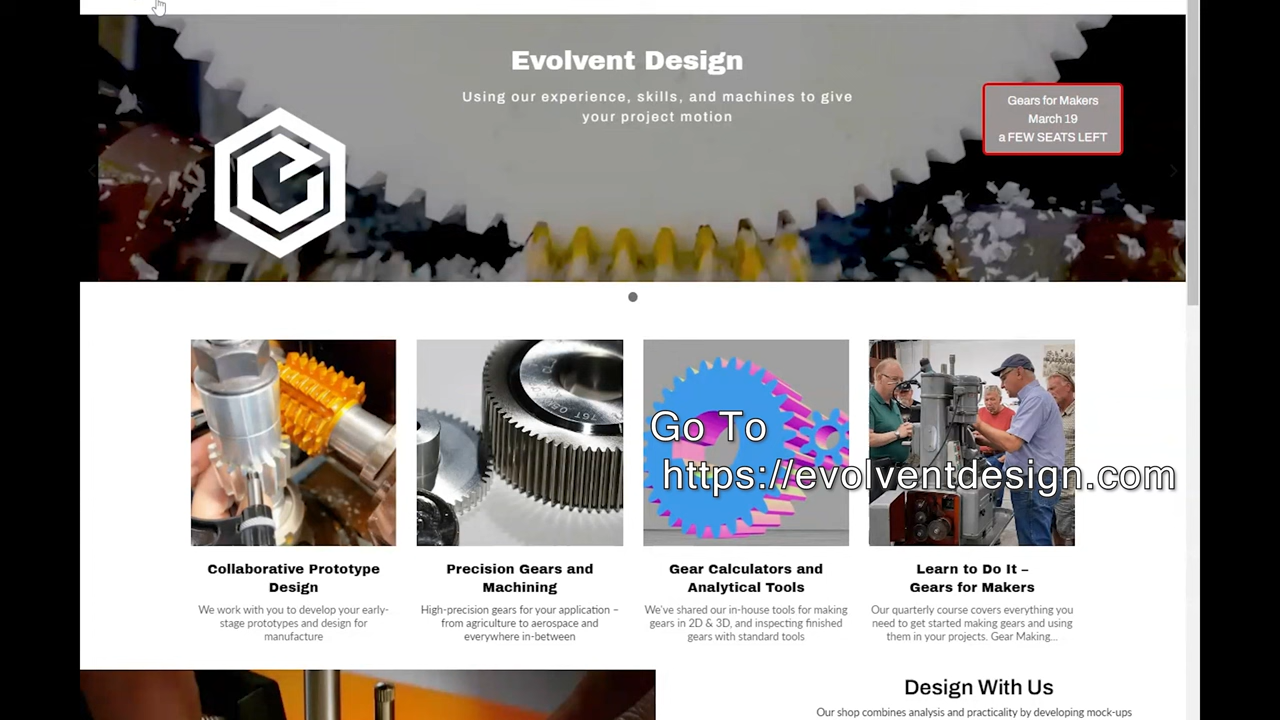 Evolvent Design
Using our experience, skills, and machines to give
your project motion
Gears for Makers
March 19
a FEW SEATS LEFT
Go To
https://evolventdesign.com
Collaborative Prototype
Design
We work with you to develop your early-
stage prototypes and design for
manufacture
Precision Gears and
Machining
High-precision gears for your application –
from agriculture to aerospace and
everywhere in-between
Gear Calculators and
Analytical Tools
We've shared our in-house tools for making
gears in 2D & 3D, and inspecting finished
gears with standard tools
Learn to Do It –
Gears for Makers
Our quarterly course covers everything you
need to get started making gears and using
them in your projects. Gear Making...
Design With Us
Our shop combines analysis and practicality by developing mock-ups